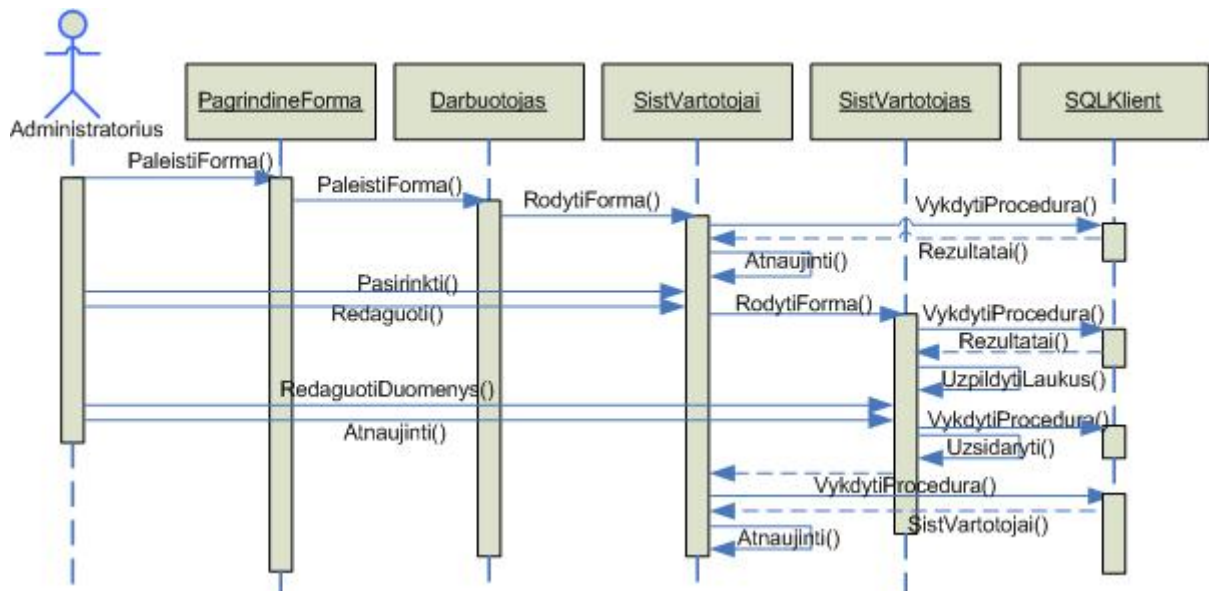 PagrindineForma
Darbuotojas
SistVartotojai
SistVartotojas
SQLKlient
Administratorius
PaleistiForma()
PaleistiForma()
RodytiForma()
VykdytiProcedura()
Rezultatai()
Atnaujinti()
Pasirinkti()
Redaguoti()
RodytiForma()
VykdytiProcedura()
Rezultatai()
UzpildytiLaukus()
RedaguotiDuomenys()
Atnaujinti()
VykdytiProcedura()
Uzsidaryti()
VykdytiProcedura()
SistVartotojai()
Atnaujinti()